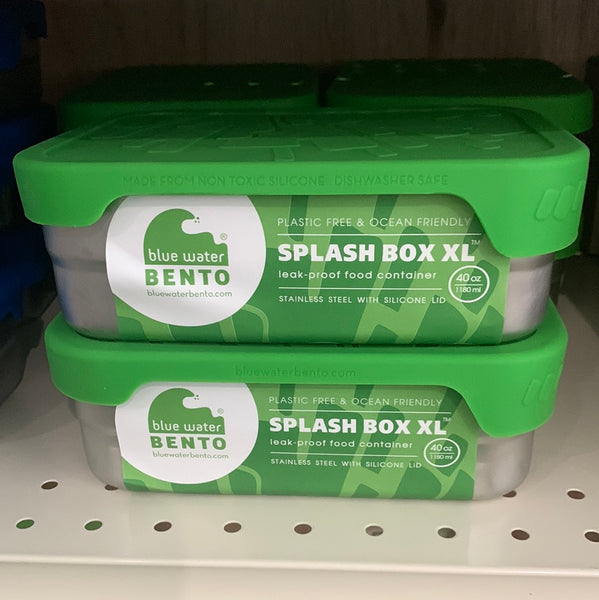 MADE FROM NON TOXIC SILICONE . DISHWASHER SAFE
blue water®
BENTO
bluewaterbento.com
PLASTIC FREE & OCEAN FRIENDLY
SPLASH BOX XL™
leak-proof food container
40 oz
1180 ml
STAINLESS STEEL WITH SILICONE LID
bluewaterbento.com
blue water®
BENTO
bluewaterbento.com
PLASTIC FREE & OCEAN FRIENDLY
SPLASH BOX XL™
leak-proof food container
40 oz
1180 ml
STAINLESS STEEL WITH SILICONE LID